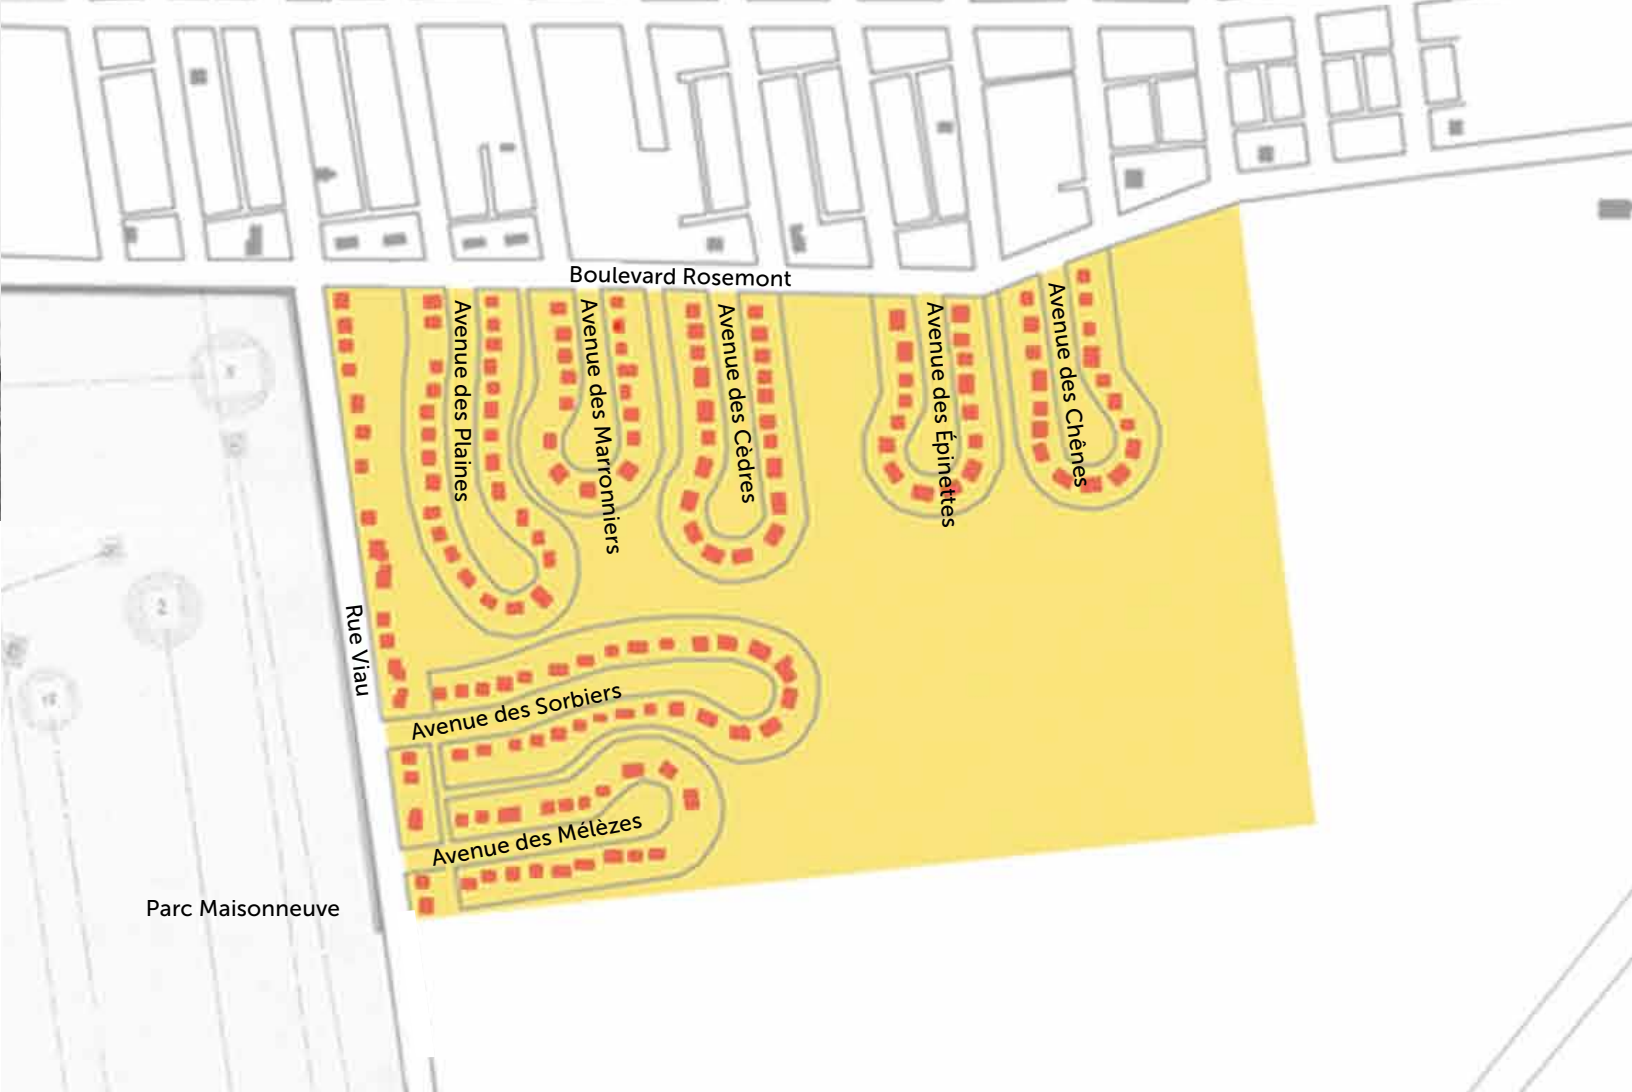 Boulevard Rosemont
Avenue des Plaines
Avenue des Marronniers
Avenue des Cèdres
Avenue des Épinettes
Avenue des Chênes
Rue Viau
Avenue des Sorbiers
Avenue des Mélèzes
Parc Maisonneuve
2